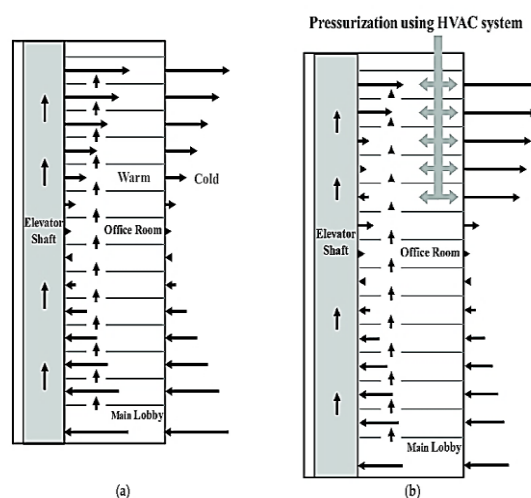 Pressurization using HVAC system
Warm
Cold
Elevator
Shaft
Office Room
Main Lobby
(a)
Elevator
Shaft
Office Room
Main Lobby
(b)